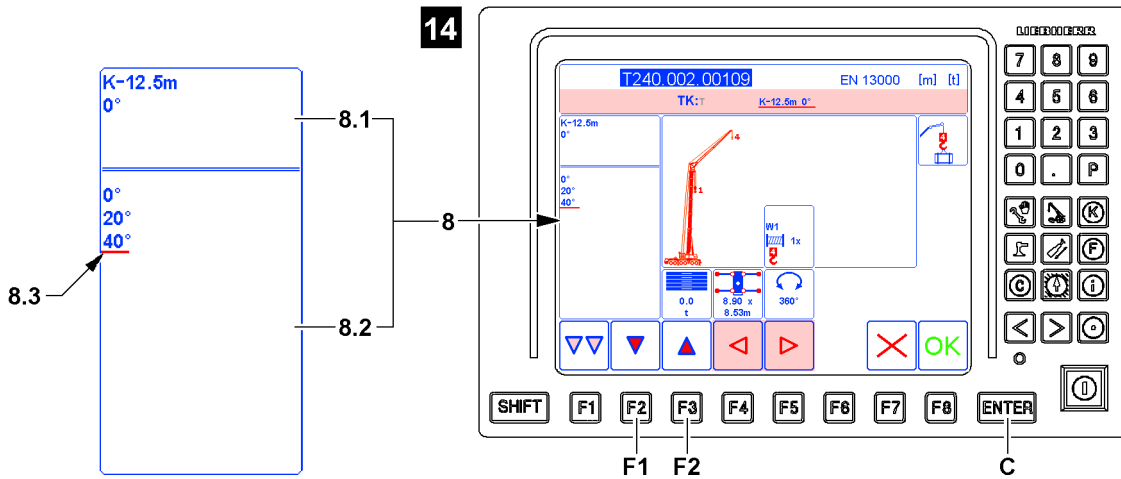 14
K-12.5m
0°
0°
20°
40°
8.1
8
8.2
8.3
LIEBHERR
T240.002.00109
EN 13000 [m] [t]
TK:T K-12.5m 0°
K-12.5m
0°
0°
20°
40°
4
1
W1
1x
4
0.0
t
8.90 x
8.53m
360°
OK
7 8 9
4 5 6
1 2 3
0 . P
K
F
C i
SHIFT F1 F2 F3 F4 F5 F6 F7 F8 ENTER
F1 F2 C